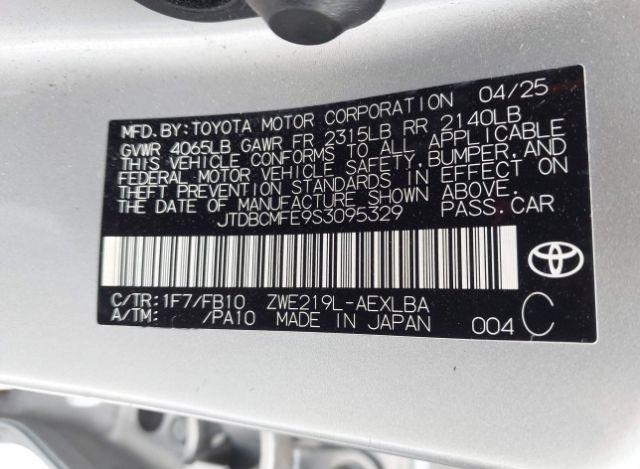 MFD.BY:TOYOTA MOTOR CORPORATION 04/25
GVWR 4065LB GAWR FR 2315LB RR 2140LB
THIS VEHICLE CONFORMS TO ALL APPLICABLE
FEDERAL MOTOR VEHICLE SAFETY, BUMPER, AND
THEFT PREVENTION STANDARDS IN EFFECT ON
THE DATE OF MANUFACTURE SHOWN ABOVE.
JTDBCMFE9S3095329 PASS.CAR
C/TR: 1F7/FB10 ZWE219L-AEXLBA
A/TM: /PA10 MADE IN JAPAN 004 C